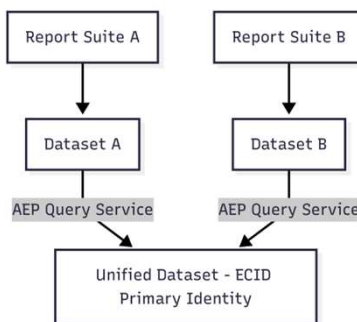 Report Suite A
Report Suite B
Dataset A
Dataset B
AEP Query Service
AEP Query Service
Unified Dataset - ECID
Primary Identity